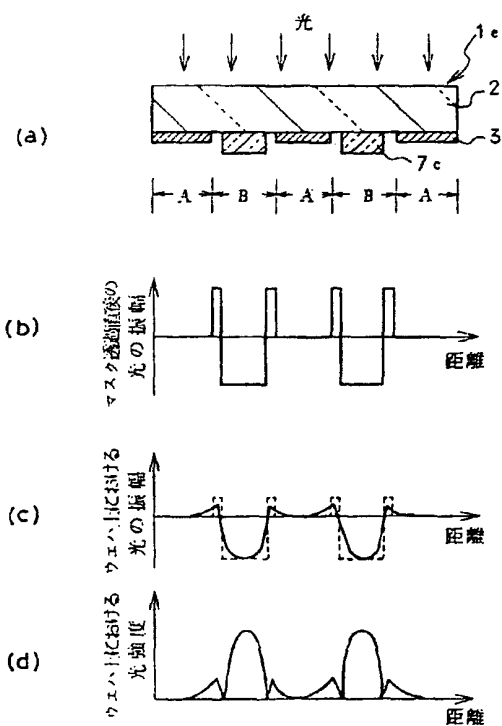 光
1e
2
3
(a)
7c
A B A B A
(b)
マスク透過直後の
光の振幅
距離
(c)
ウエハ上における
光の振幅
距離
(d)
ウエハ上における
光強度
距離